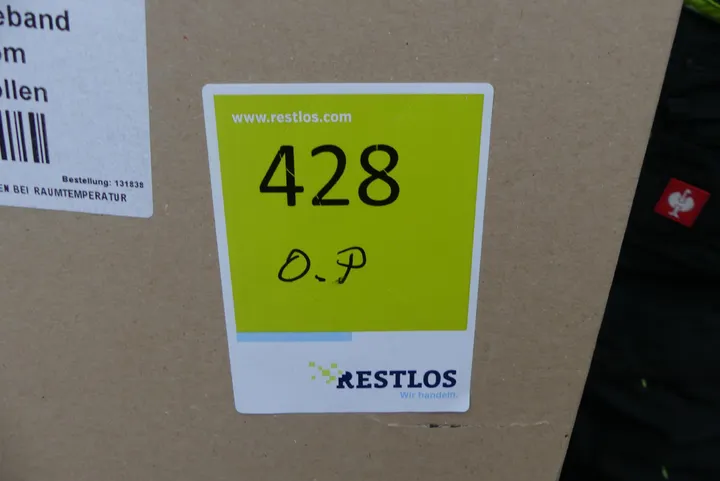 eband
om
ollen
Bestellung: 131838
EN BEI RAUMTEMPERATUR
www.restlos.com
428
O.P
RESTLOS
Wir handeln.